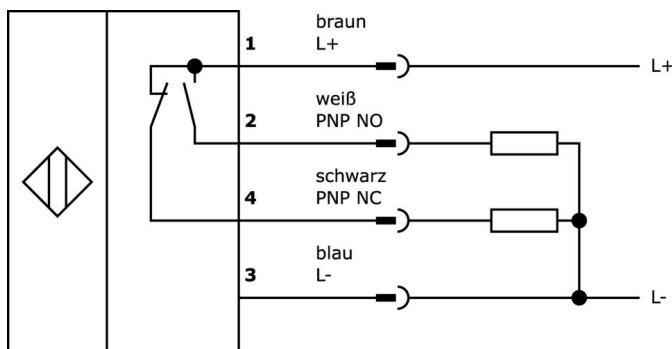 braun
1 L+
L+
weiß
2 PNP NO
schwarz
4 PNP NC
blau
3 L-
L-